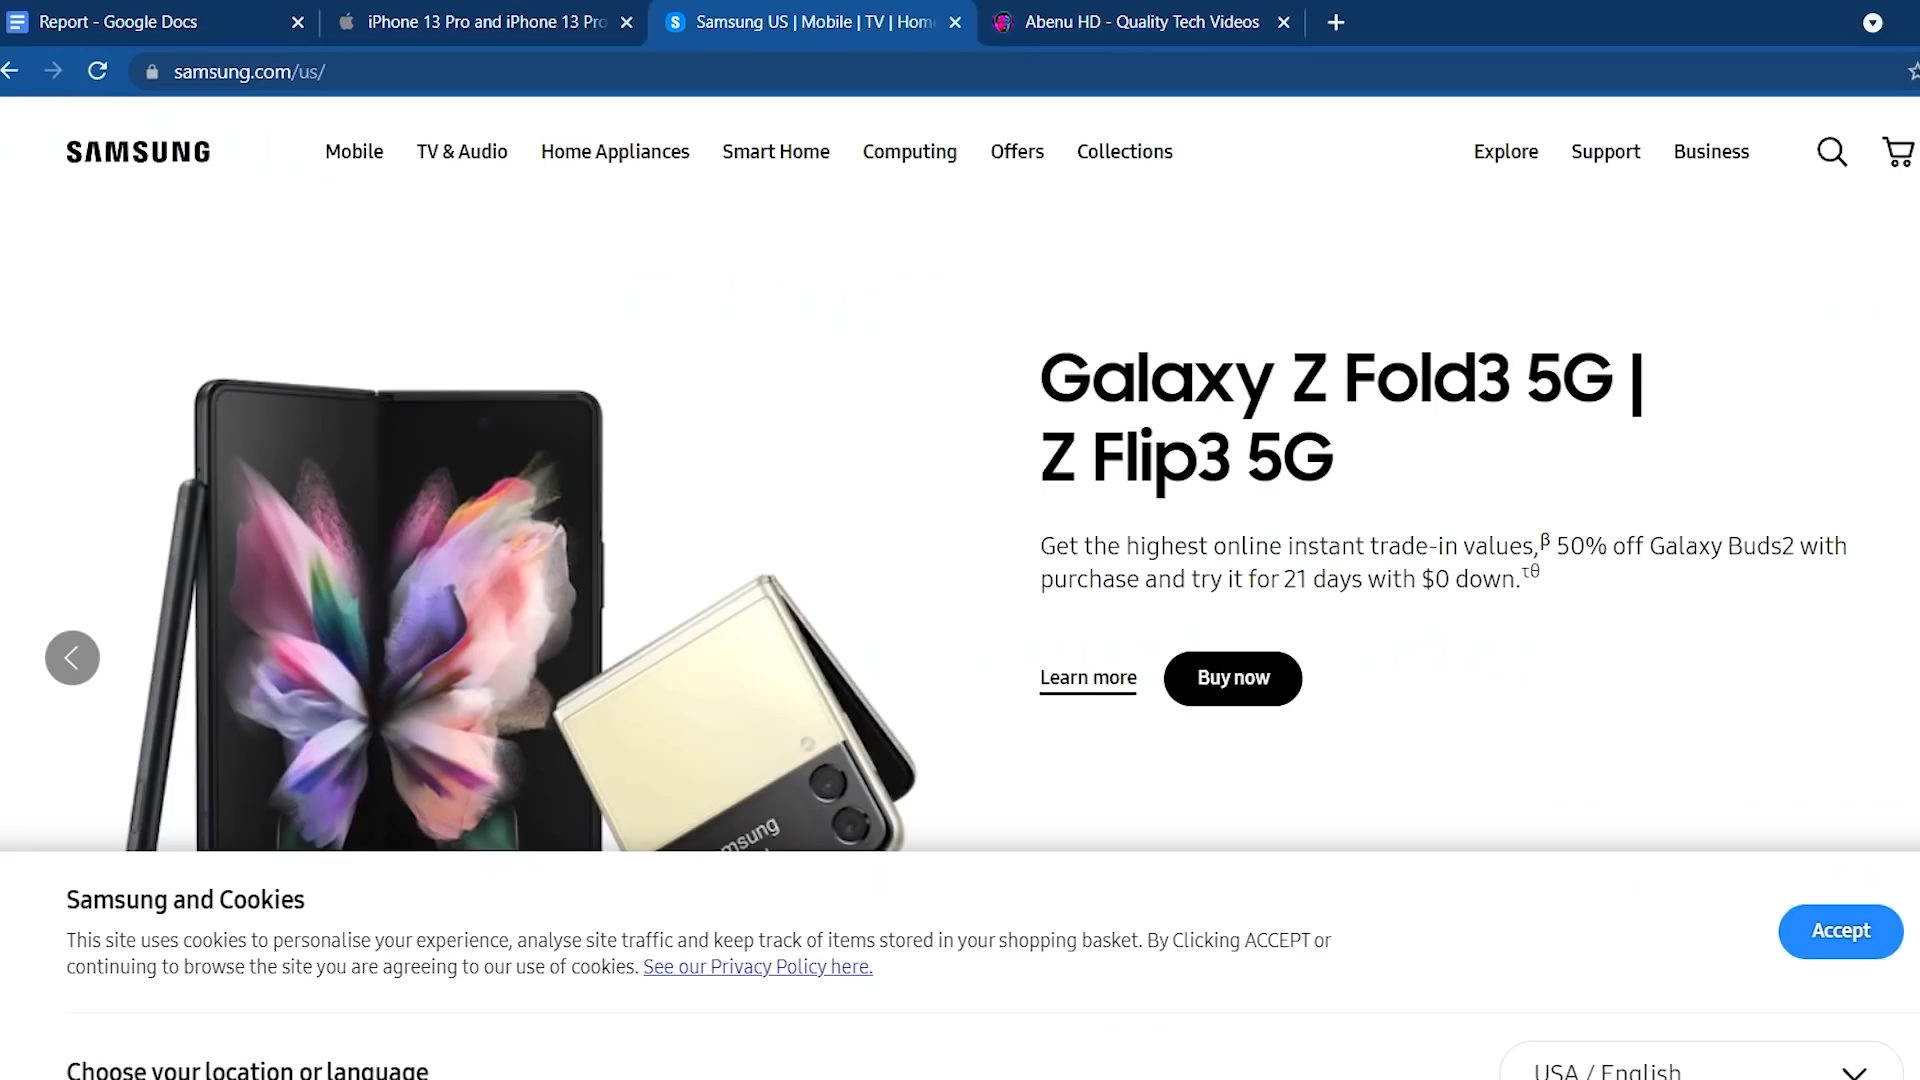 Report - Google Docs
iPhone 13 Pro and iPhone 13 Pro
Samsung US | Mobile | TV | Hom
Abenu HD - Quality Tech Videos
samsung.com/us/
SAMSUNG
Mobile
TV & Audio
Home Appliances
Smart Home
Computing
Offers
Collections
Explore
Support
Business
Galaxy Z Fold3 5G |
Z Flip3 5G
Get the highest online instant trade-in values,β 50% off Galaxy Buds2 with
purchase and try it for 21 days with $0 down.τθ
Learn more
Buy now
Samsung and Cookies
This site uses cookies to personalise your experience, analyse site traffic and keep track of items stored in your shopping basket. By Clicking ACCEPT or
continuing to browse the site you are agreeing to our use of cookies. See our Privacy Policy here.
Accept
Choose your location or language
USA / English